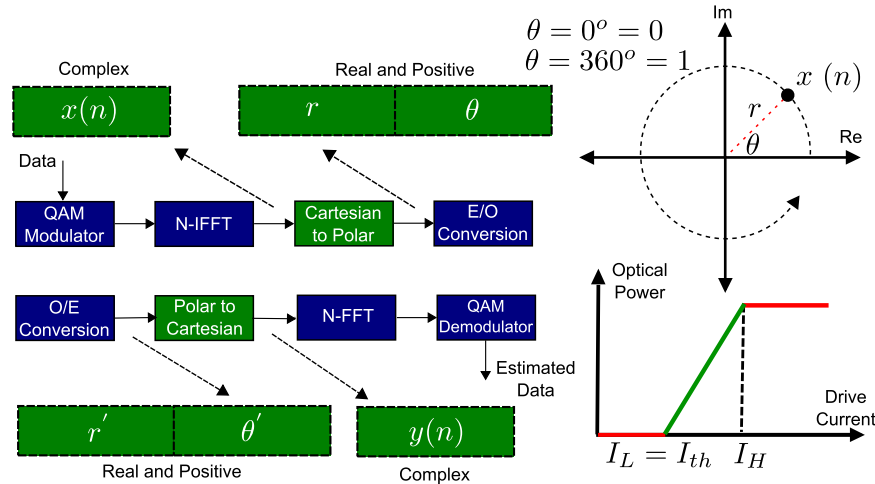 Complex
x(n)
Real and Positive
r
θ
Data
QAM
Modulator
N-IFFT
Cartesian
to Polar
E/O
Conversion
O/E
Conversion
Polar to
Cartesian
N-FFT
QAM
Demodulator
Estimated
Data
r′
θ′
Real and Positive
y(n)
Complex
θ = 0° = 0
θ = 360° = 1
Im
x (n)
r
θ
Re
Optical
Power
Drive
Current
I_L = I_th
I_H